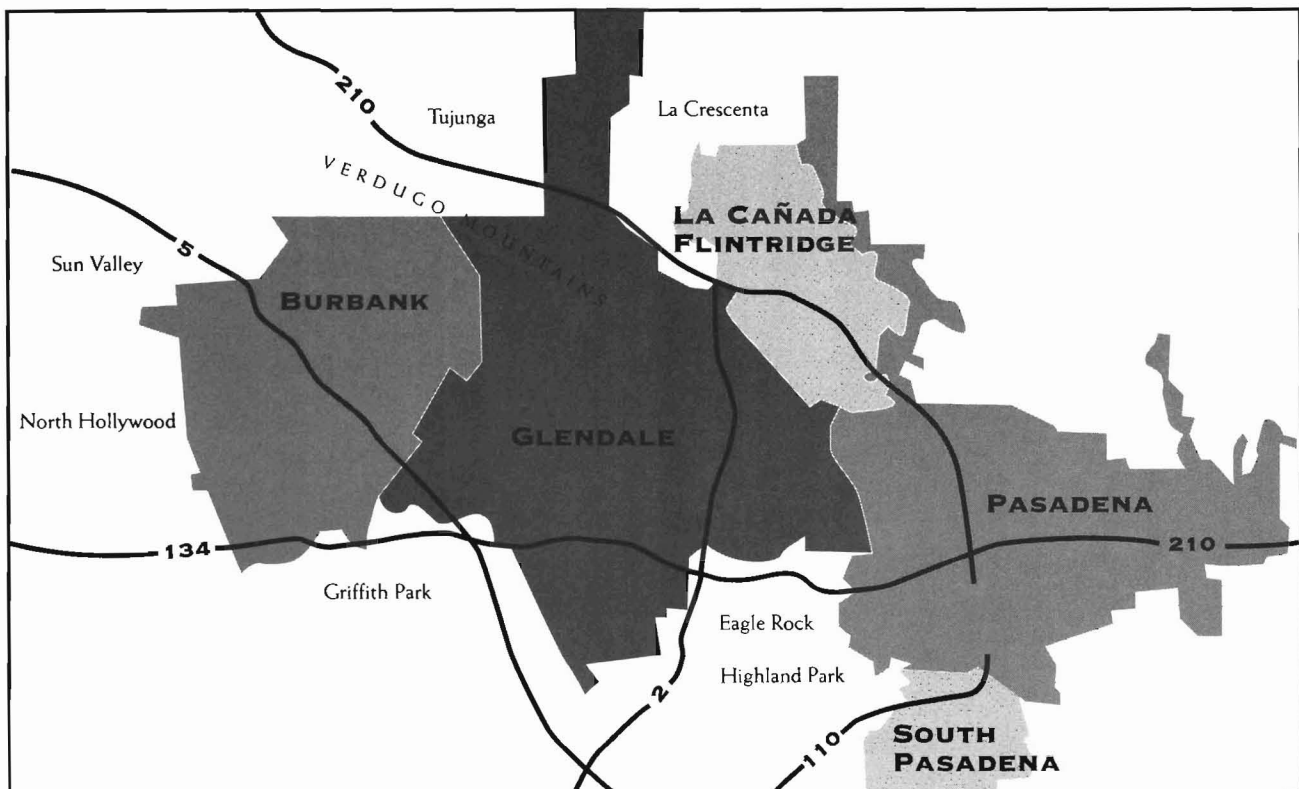 210
Tujunga
La Crescenta
VERDUGO MOUNTAINS
LA CAÑADA
FLINTRIDGE
5
Sun Valley
BURBANK
North Hollywood
GLENDALE
PASADENA
134
210
Griffith Park
Eagle Rock
Highland Park
2
110
SOUTH
PASADENA